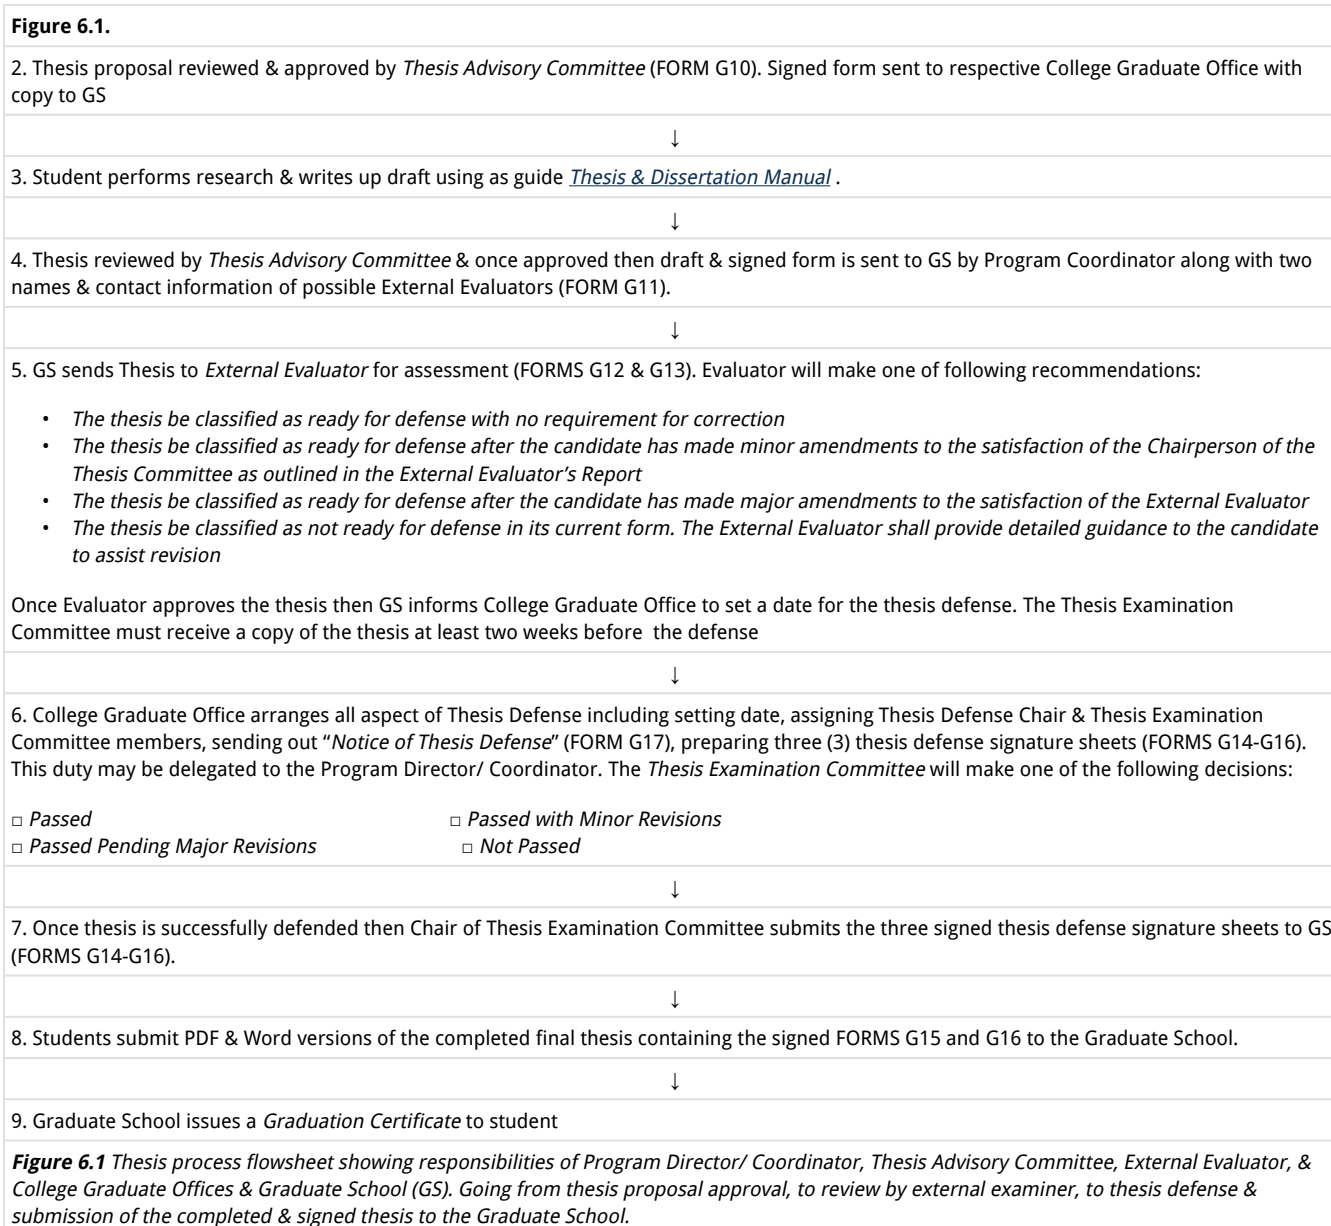 Figure 6.1.
2. Thesis proposal reviewed & approved by Thesis Advisory Committee (FORM G10). Signed form sent to respective College Graduate Office with
copy to GS
↓
3. Student performs research & writes up draft using as guide Thesis & Dissertation Manual .
↓
4. Thesis reviewed by Thesis Advisory Committee & once approved then draft & signed form is sent to GS by Program Coordinator along with two
names & contact information of possible External Evaluators (FORM G11).
↓
5. GS sends Thesis to External Evaluator for assessment (FORMS G12 & G13). Evaluator will make one of following recommendations:
• The thesis be classified as ready for defense with no requirement for correction
• The thesis be classified as ready for defense after the candidate has made minor amendments to the satisfaction of the Chairperson of the
Thesis Committee as outlined in the External Evaluator’s Report
• The thesis be classified as ready for defense after the candidate has made major amendments to the satisfaction of the External Evaluator
• The thesis be classified as not ready for defense in its current form. The External Evaluator shall provide detailed guidance to the candidate
to assist revision
Once Evaluator approves the thesis then GS informs College Graduate Office to set a date for the thesis defense. The Thesis Examination
Committee must receive a copy of the thesis at least two weeks before  the defense
↓
6. College Graduate Office arranges all aspect of Thesis Defense including setting date, assigning Thesis Defense Chair & Thesis Examination
Committee members, sending out “Notice of Thesis Defense” (FORM G17), preparing three (3) thesis defense signature sheets (FORMS G14-G16).
This duty may be delegated to the Program Director/ Coordinator. The Thesis Examination Committee will make one of the following decisions:
□ Passed □ Passed with Minor Revisions
□ Passed Pending Major Revisions □ Not Passed
↓
7. Once thesis is successfully defended then Chair of Thesis Examination Committee submits the three signed thesis defense signature sheets to GS
(FORMS G14-G16).
↓
8. Students submit PDF & Word versions of the completed final thesis containing the signed FORMS G15 and G16 to the Graduate School.
↓
9. Graduate School issues a Graduation Certificate to student
Figure 6.1 Thesis process flowsheet showing responsibilities of Program Director/ Coordinator, Thesis Advisory Committee, External Evaluator, &
College Graduate Offices & Graduate School (GS). Going from thesis proposal approval, to review by external examiner, to thesis defense &
submission of the completed & signed thesis to the Graduate School.